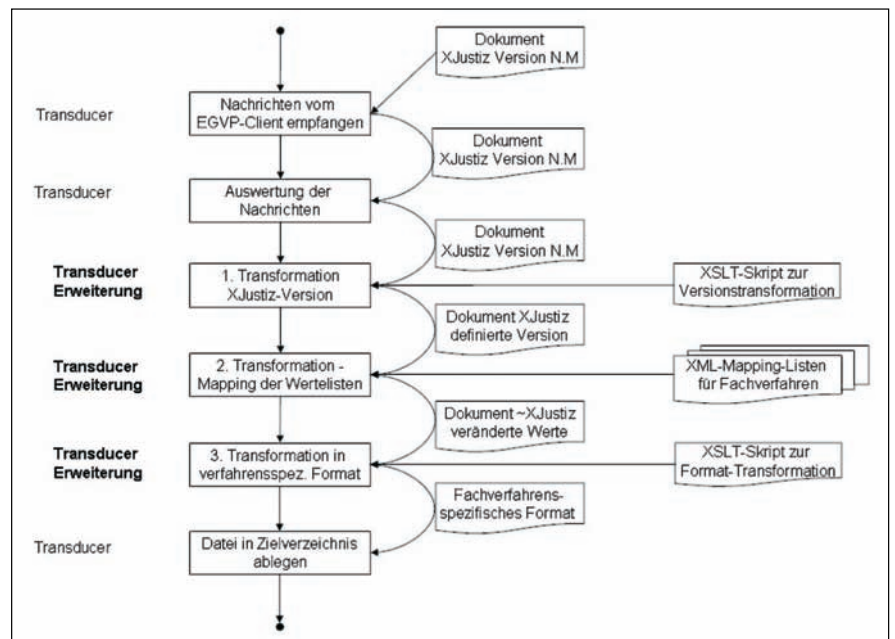 Dokument
XJustiz Version N.M
Transducer
Nachrichten vom
EGVP-Client empfangen
Dokument
XJustiz Version N.M
Transducer
Auswertung der
Nachrichten
Dokument
XJustiz Version N.M
Transducer
Erweiterung
1. Transformation
XJustiz-Version
XSLT-Skript zur
Versionstransformation
Dokument XJustiz
definierte Version
Transducer
Erweiterung
2. Transformation -
Mapping der Wertelisten
XML-Mapping-Listen
für Fachverfahren
Dokument ~XJustiz
veränderte Werte
Transducer
Erweiterung
3. Transformation in
verfahrensspez. Format
XSLT-Skript zur
Format-Transformation
Fachverfahrens-
spezifisches Format
Transducer
Datei in Zielverzeichnis
ablegen